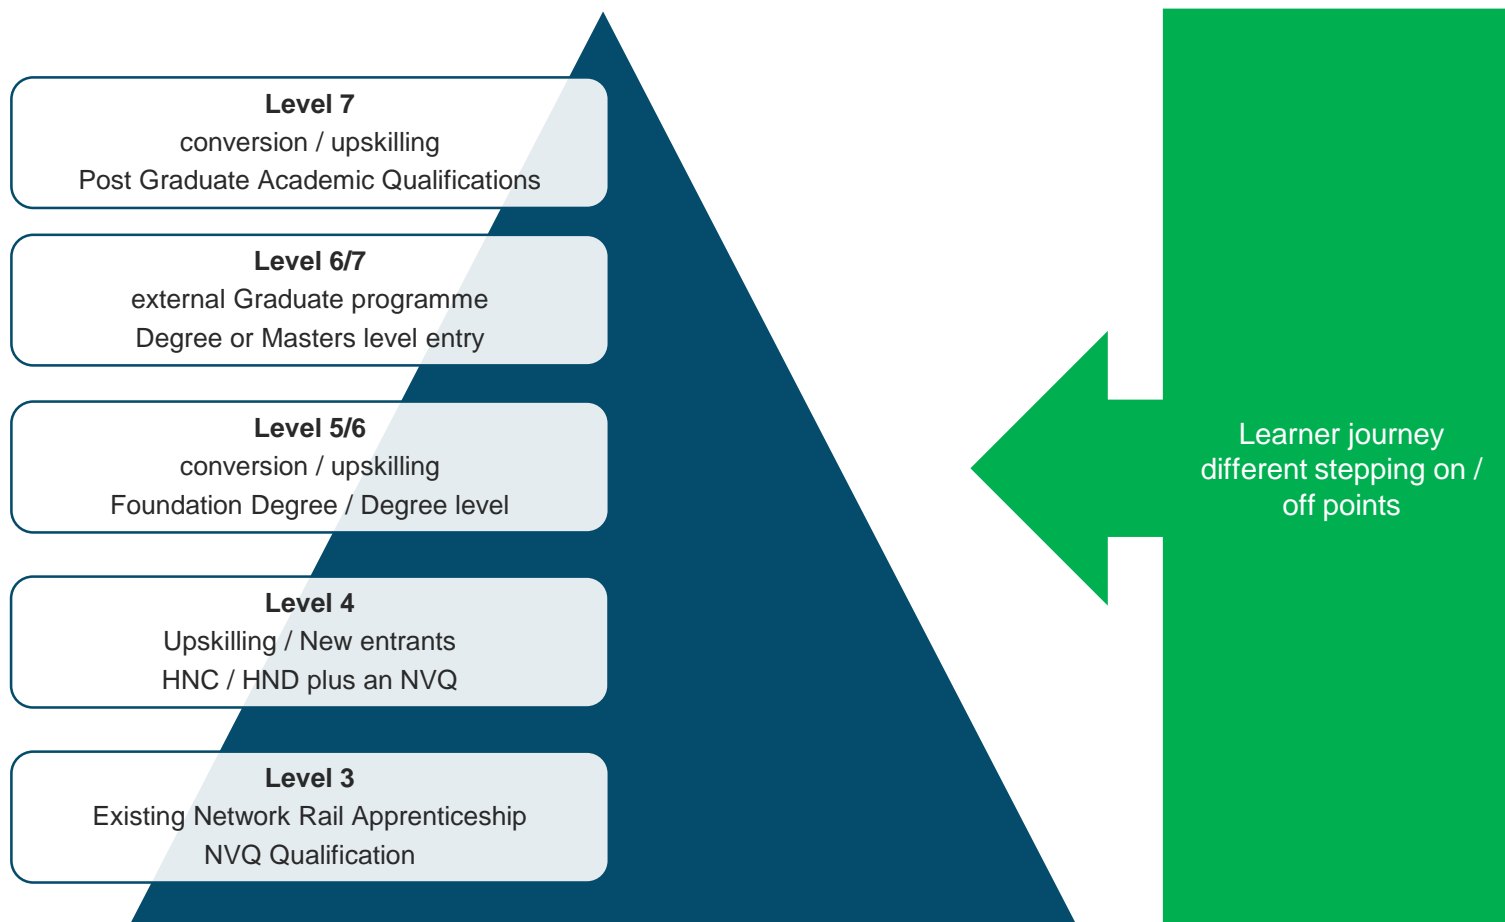 Level 7
conversion / upskilling
Post Graduate Academic Qualifications
Level 6/7
external Graduate programme
Degree or Masters level entry
Level 5/6
conversion / upskilling
Foundation Degree / Degree level
Level 4
Upskilling / New entrants
HNC / HND plus an NVQ
Level 3
Existing Network Rail Apprenticeship
NVQ Qualification
Learner journey
different stepping on /
off points